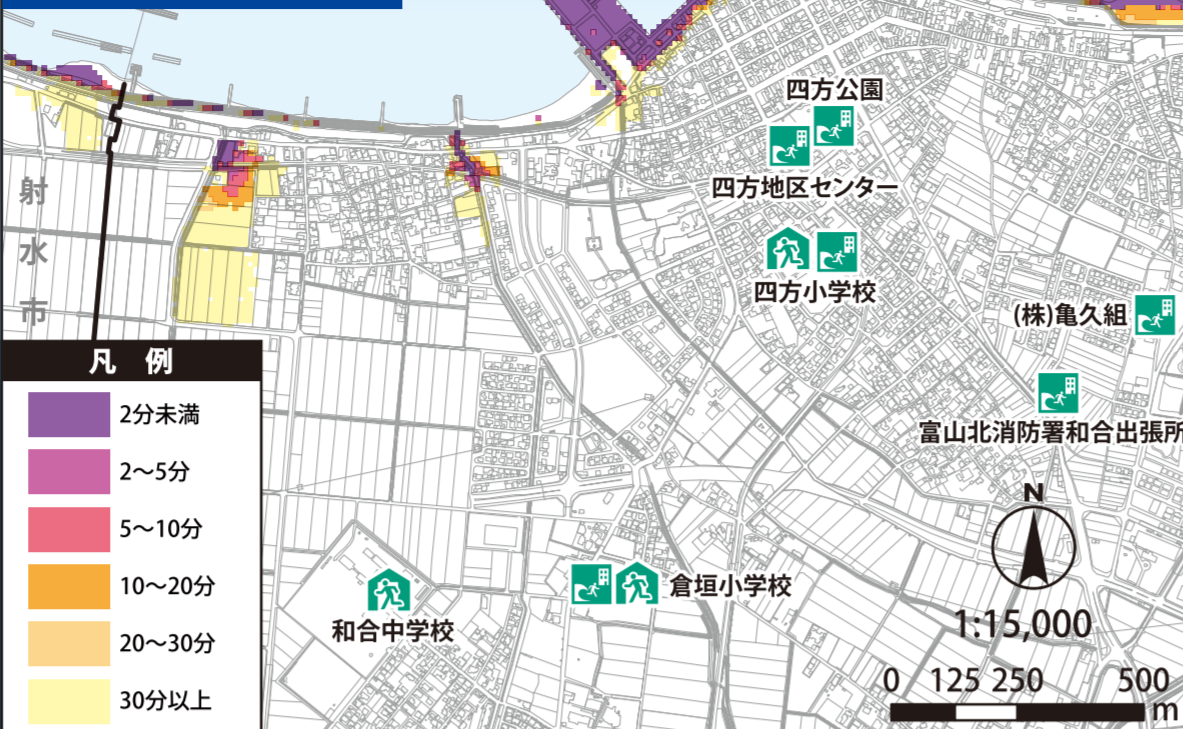 四方公園
四方地区センター
四方小学校
(株)亀久組
富山北消防署和合出張所
射水市
凡 例
2分未満
2～5分
5～10分
10～20分
20～30分
30分以上
倉垣小学校
和合中学校
N
1:15,000
0 125 250 500
m